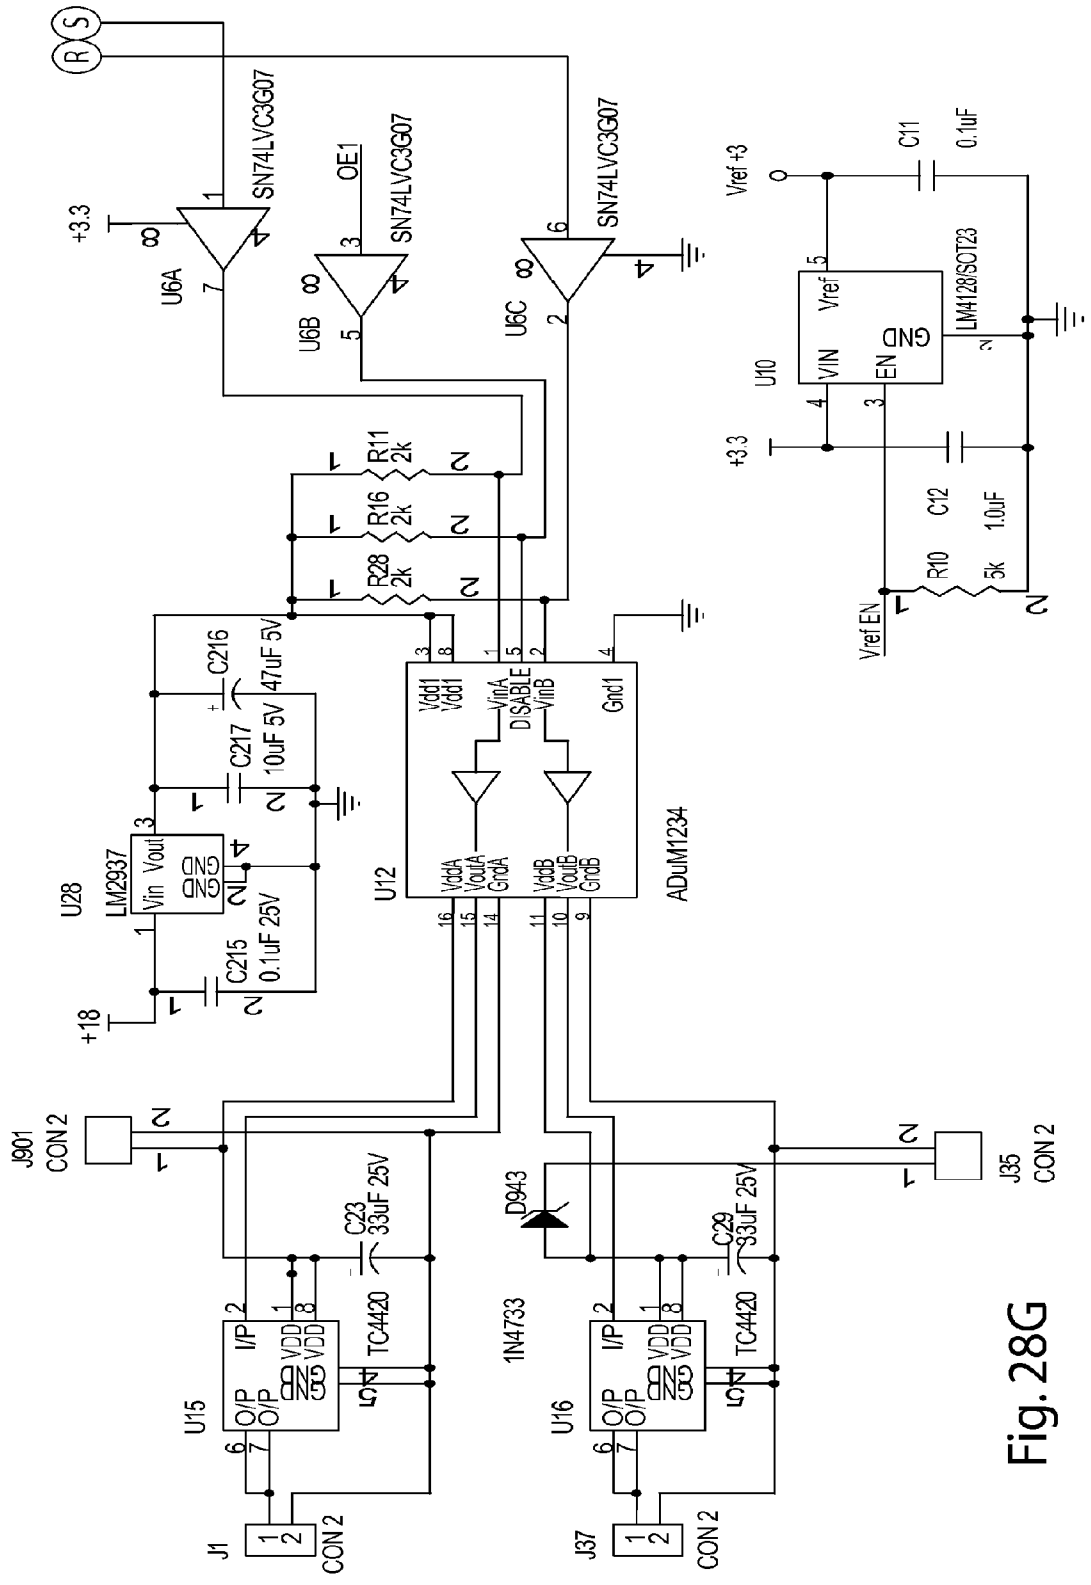 S
R
+3.3
8
U6A
4
1
7
SN74LVC3G07
OE1
8
U6B
4
3
5
SN74LVC3G07
8
U6C
4
6
2
SN74LVC3G07
1
R11
2k
2
1
R16
2k
2
1
R28
2k
2
U28
LM2937
Vin Vout
GND
GND
1
3
2
4
+18
1
C215
0.1uF 25V
2
1
C217
10uF 5V
2
+
C216
47uF 5V
U12
VddA
VoutA
GndA
VddB
VoutB
GndB
Vdd1
Vdd1
VinA
DISABLE
VinB
Gnd1
16
15
14
11
10
9
3
8
1
5
2
4
ADuM1234
J901
CON 2
1
2
J1
1
2
CON 2
U15
O/P
O/P
6
7
I/P
VDD
VDD
GND
GND
2
1
8
4
5
TC4420
C23
33uF 25V
D943
1N4733
J37
1
2
CON 2
U16
O/P
O/P
6
7
I/P
VDD
VDD
GND
GND
2
1
8
4
5
TC4420
C29
33uF 25V
1
2
J35
CON 2
U10
VIN
Vref
EN
GND
4
5
3
2
LM4128/SOT23
+3.3
Vref +3
C11
0.1uF
C12
1.0uF
Vref EN
1
R10
5k
2
Fig. 28G